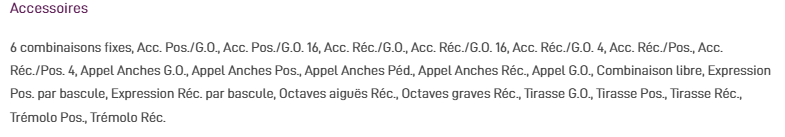 Accessoires
6 combinaisons fixes, Acc. Pos./G.O., Acc. Pos./G.O. 16, Acc. Réc./G.O., Acc. Réc./G.O. 16, Acc. Réc./G.O. 4, Acc. Réc./Pos., Acc.
Réc./Pos. 4, Appel Anches G.O., Appel Anches Pos., Appel Anches Péd., Appel Anches Réc., Appel G.O., Combinaison libre, Expression
Pos. par bascule, Expression Réc. par bascule, Octaves aiguës Réc., Octaves graves Réc., Tirasse G.O., Tirasse Pos., Tirasse Réc.,
Trémolo Pos., Trémolo Réc.